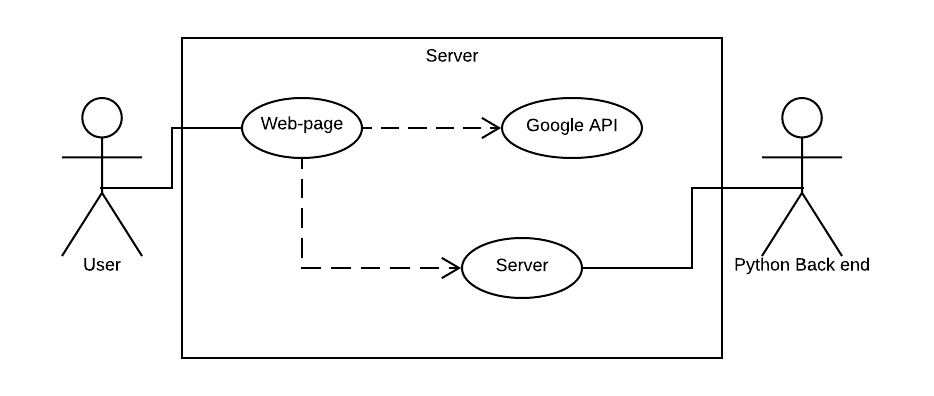 Server
Web-page
Google API
Server
User
Python Back end